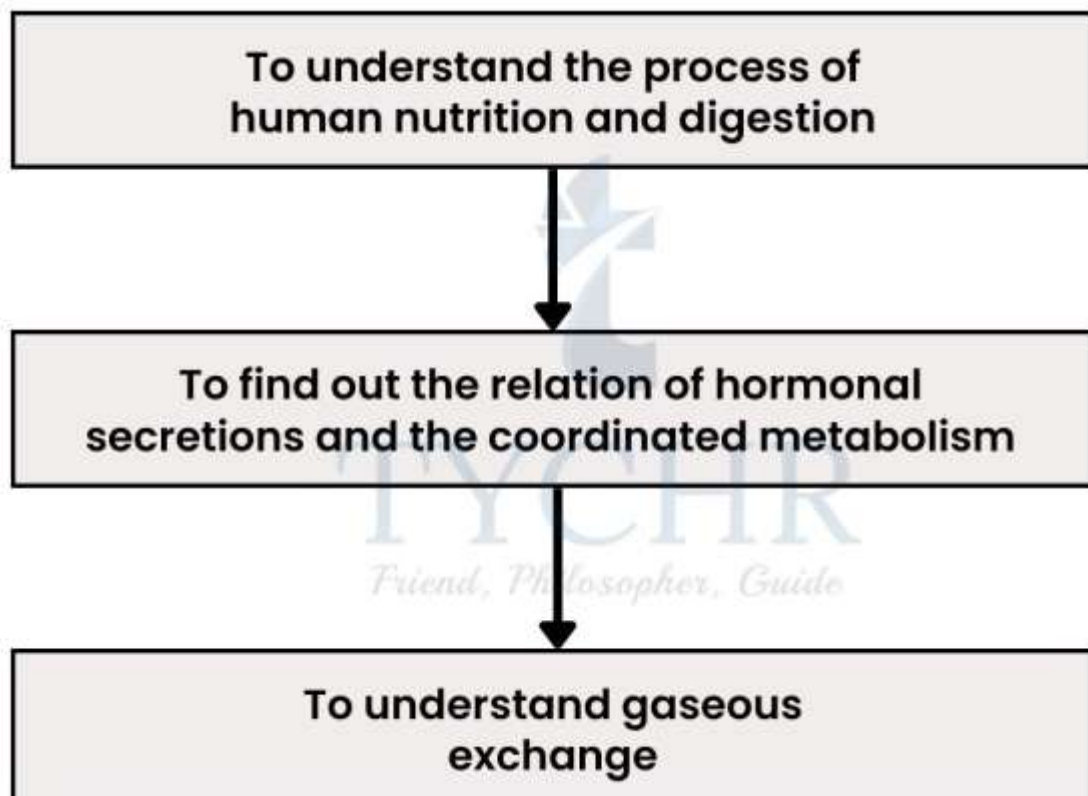 To understand the process of
human nutrition and digestion
To find out the relation of hormonal
secretions and the coordinated metabolism
TYCHR
Friend, Philosopher, Guide
To understand gaseous
exchange